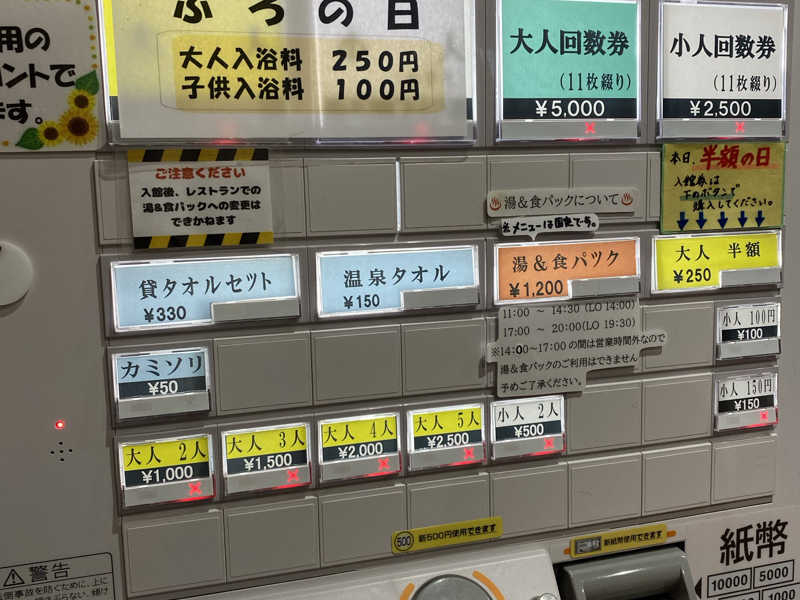 ふろの日
大人入浴料 250円
子供入浴料 100円
用の
ントで
ます。
大人回数券
(11枚綴り)
¥5,000
小人回数券
(11枚綴り)
¥2,500
ご注意ください
入館後、レストランでの
湯&食パックへの変更は
できかねます
湯&食パックについて
本日、半額の日
入館券は
下のボタンで
購入してください。
貸タオルセット
¥330
温泉タオル
¥150
湯&食パック
¥1,200
大人 半額
¥250
11:00 ~ 14:30 (LO 14:00)
17:00 ~ 20:00(LO 19:30)
※14:00~17:00の間は営業時間外なので
湯&食パックのご利用はできません
予めご了承ください。
小人 100円
¥100
カミソリ
¥50
小人 150円
¥150
大人 2人
¥1,000
大人 3人
¥1,500
大人 4人
¥2,000
大人 5人
¥2,500
小人 2人
¥500
500 新500円使用できます
新紙幣使用できます
紙幣
10000 5000
1000
警告